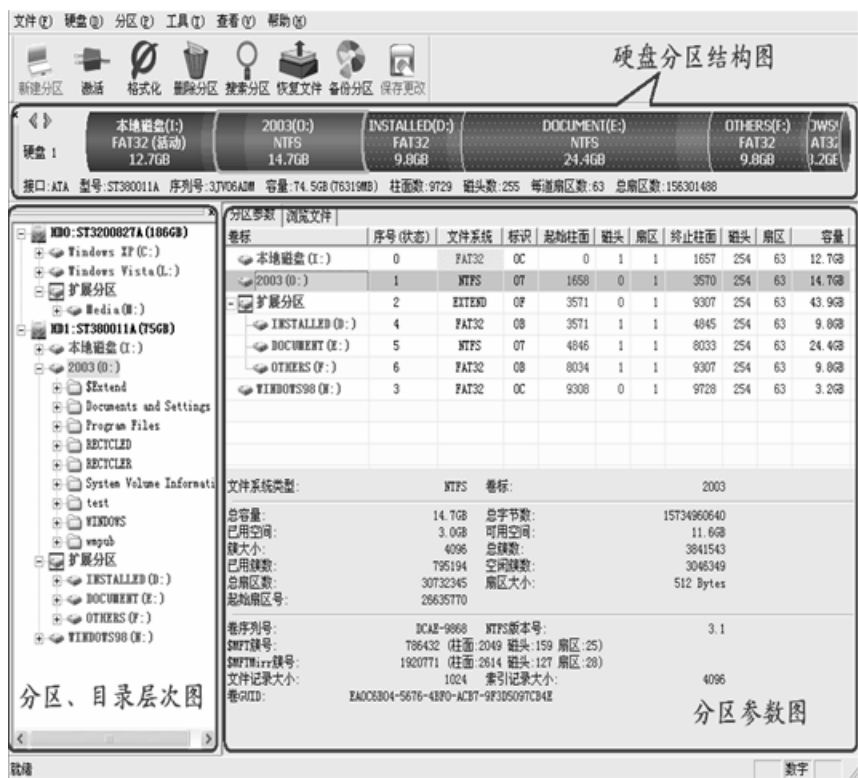 文件(F) 硬盘(D) 分区(P) 工具(T) 查看(V) 帮助(H)
新建分区 激活 格式化 删除分区 搜索分区 恢复文件 备份分区 保存更改
硬盘分区结构图
硬盘 1
本地磁盘(I:) 2003(O:) INSTALLED(D:) DOCUMENT(E:) OTHERS(F:)
FAT32 (活动) NTFS FAT32 NTFS FAT32
12.7GB 14.7GB 9.8GB 24.4GB 9.8GB
接口:ATA 型号:ST380011A 序列号:3JV06ADM 容量:74.5GB(76319MB) 柱面数:9729 磁头数:255 每道扇区数:63 总扇区数:156301488
HD0:ST3200827A (186GB)
Windows XP(C:)
Windows Vista(L:)
扩展分区
Media(M:)
HD1:ST380011A (75GB)
本地磁盘(I:)
2003(O:)
$Extend
Documents and Settings
Program Files
RECYCLED
RECYCLER
System Volume Informati
test
WINDOWS
wmpub
扩展分区
INSTALLED(D:)
DOCUMENT(E:)
OTHERS(F:)
WINDOWS98(N:)
分区、目录层次图
分区参数 浏览文件
卷标 序号(状态) 文件系统 标识 起始柱面 磁头 扇区 终止柱面 磁头 扇区 容量
本地磁盘(I:) 0 FAT32 0C 0 1 1 1657 254 63 12.7GB
2003(O:) 1 NTFS 07 1658 0 1 3570 254 63 14.7GB
扩展分区 2 EXTEND 0F 3571 0 1 9307 254 63 43.9GB
INSTALLED(D:) 4 FAT32 0B 3571 1 1 4845 254 63 9.8GB
DOCUMENT(E:) 5 NTFS 07 4846 1 1 8033 254 63 24.4GB
OTHERS(F:) 6 FAT32 0B 8034 1 1 9307 254 63 9.8GB
WINDOWS98(N:) 3 FAT32 0C 9308 0 1 9728 254 63 3.2GB
文件系统类型: NTFS 卷标: 2003
总容量: 14.7GB 总字节数: 15734960640
已用空间: 3.0GB 可用空间: 11.6GB
簇大小: 4096 总簇数: 3841543
已用簇数: 795194 空闲簇数: 3046349
总扇区数: 30732345 扇区大小: 512 Bytes
起始扇区号: 26635770
卷序列号: DCAE-9868 NTFS版本号: 3.1
$MFT簇号: 786432 (柱面:2049 磁头:159 扇区:25)
$MFTMirr簇号: 1920771 (柱面:2614 磁头:127 扇区:28)
文件记录大小: 1024 索引记录大小: 4096
卷GUID: EA0C6B04-5676-4BF0-ACB7-9F3D5097CB4E
分区参数图
就绪 数字